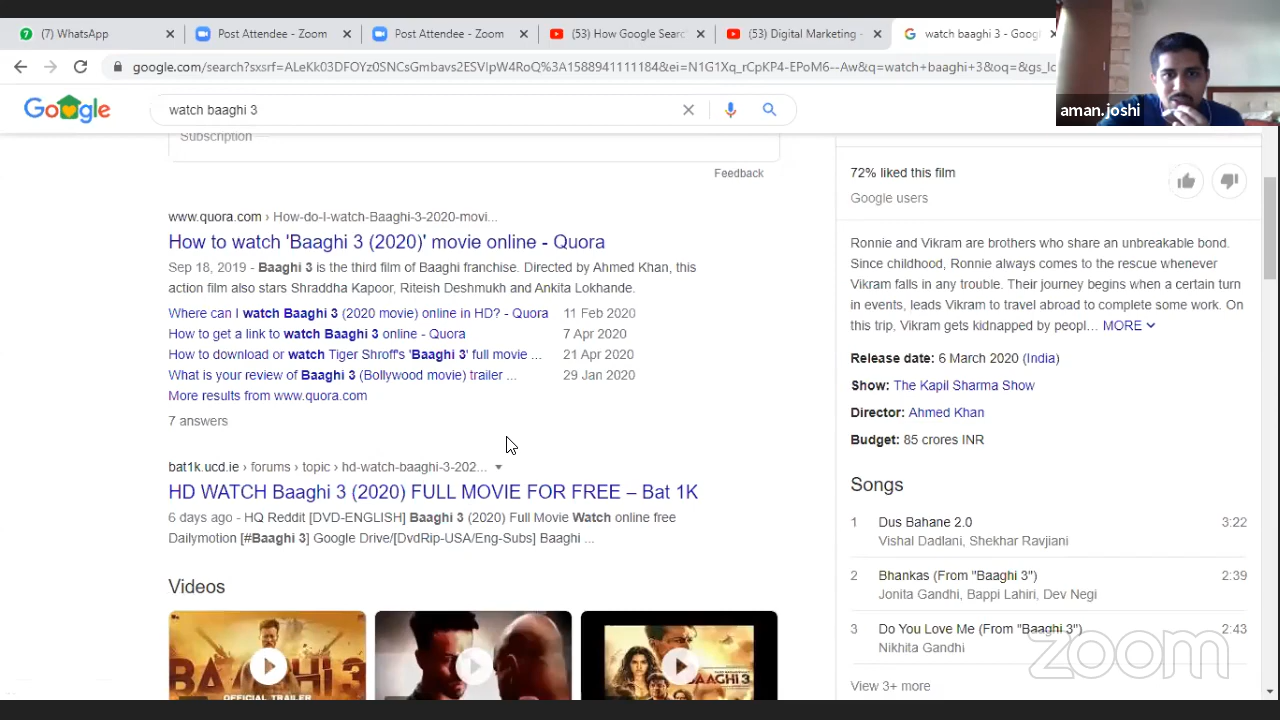 (7) WhatsApp
Post Attendee - Zoom
Post Attendee - Zoom
(53) How Google Searc
(53) Digital Marketing -
watch baaghi 3 - Goog
aman.joshi
Google
watch baaghi 3
Subscription
Feedback
www.quora.com › How-do-I-watch-Baaghi-3-2020-movi...
How to watch 'Baaghi 3 (2020)' movie online - Quora
Sep 18, 2019 - Baaghi 3 is the third film of Baaghi franchise. Directed by Ahmed Khan, this
action film also stars Shraddha Kapoor, Riteish Deshmukh and Ankita Lokhande.
Where can I watch Baaghi 3 (2020 movie) online in HD? - Quora 11 Feb 2020
How to get a link to watch Baaghi 3 online - Quora 7 Apr 2020
How to download or watch Tiger Shroff's 'Baaghi 3' full movie ... 21 Apr 2020
What is your review of Baaghi 3 (Bollywood movie) trailer ... 29 Jan 2020
More results from www.quora.com
7 answers
bat1k.ucd.ie › forums › topic › hd-watch-baaghi-3-202...
HD WATCH Baaghi 3 (2020) FULL MOVIE FOR FREE – Bat 1K
6 days ago - HQ Reddit [DVD-ENGLISH] Baaghi 3 (2020) Full Movie Watch online free
Dailymotion [#Baaghi 3] Google Drive/[DvdRip-USA/Eng-Subs] Baaghi ...
Videos
BAAGHI 3
OFFICIAL TRAILER
BAAGHI 3
72% liked this film
Google users
Ronnie and Vikram are brothers who share an unbreakable bond.
Since childhood, Ronnie always comes to the rescue whenever
Vikram falls in any trouble. Their journey begins when a certain turn
in events, leads Vikram to travel abroad to complete some work. On
this trip, Vikram gets kidnapped by peopl... MORE
Release date: 6 March 2020 (India)
Show: The Kapil Sharma Show
Director: Ahmed Khan
Budget: 85 crores INR
Songs
1 Dus Bahane 2.0 3:22
Vishal Dadlani, Shekhar Ravjiani
2 Bhankas (From "Baaghi 3") 2:39
Jonita Gandhi, Bappi Lahiri, Dev Negi
3 Do You Love Me (From "Baaghi 3") 2:43
Nikhita Gandhi
View 3+ more
zoom